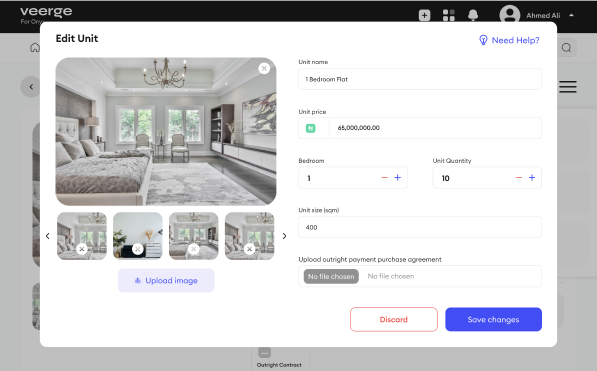 veerge
For On
Ahmed Ali
Edit Unit
Need Help?
Unit name
1 Bedroom Flat
Unit price
N
65,000,000.00
Bedroom
Unit Quantity
1
− +
10
− +
Unit size (sqm)
400
Upload outright payment purchase agreement
No file chosen
No file chosen
Upload image
Discard
Save changes
Outright Contract